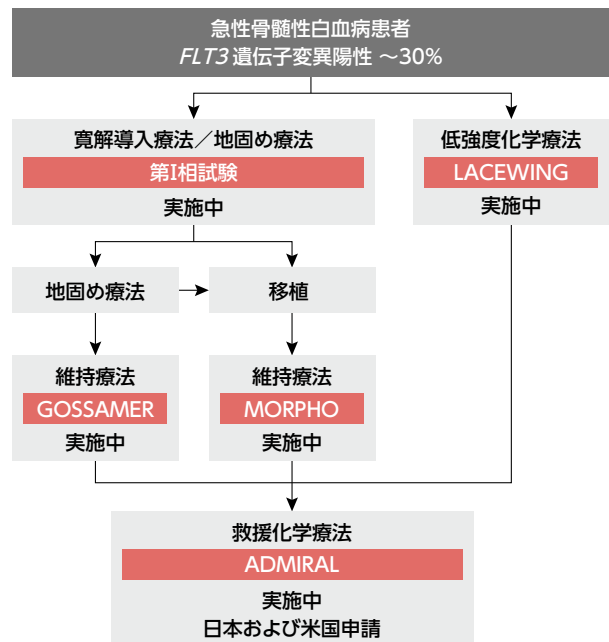 急性骨髄性白血病患者
FLT3 遺伝子変異陽性 ～30%
寛解導入療法／地固め療法
第I相試験
実施中
低強度化学療法
LACEWING
実施中
地固め療法
移植
維持療法
GOSSAMER
実施中
維持療法
MORPHO
実施中
救援化学療法
ADMIRAL
実施中
日本および米国申請